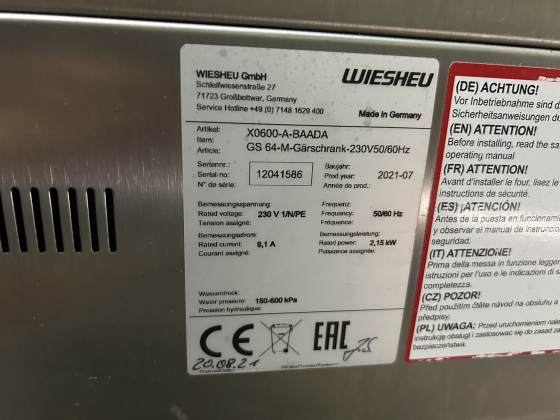 WIESHEU GmbH
Schleifwiesenstraße 27
71723 Großbottwar, Germany
Service Hotline +49 (0) 7148 1629 400
WIESHEU
Made in Germany
Artikel:
Item: X0600-A-BAADA
Article: GS 64-M-Gärschrank-230V50/60Hz
Seriennr.:
Serial no.: 12041586
N° de série:
Baujahr:
Prod.year: 2021-07
Année de prod.:
Bemessungsspannung:
Rated voltage: 230 V 1/N/PE
Tension assigné:
Frequenz:
Frequency: 50/60 Hz
Fréquence:
Bemessungsstrom:
Rated current: 9,1 A
Courant assigné:
Bemessungsleistung:
Rated power: 2,15 kW
Puissance assignée:
Wasserdruck:
Water pressure: 150-600 kPa
Pression hydraulique:
CE EAC
20.08.21
(DE) ACHTUNG!
Vor Inbetriebnahme sind d
Sicherheitsanweisungen de
(EN) ATTENTION!
Before installing, read the sa
operating manual
(FR) ATTENTION!
Avant d'installer le four, lisez le
instructions de sécurité.
(ES) ¡ATENCIÓN!
Antes de la puesta en funcionami
y observar el manual de instruccio
seguridad.
(IT) ATTENZIONE!
Prima della messa in funzione legger
istruzioni per l'uso e le indicazioni di s
completezza.
(CZ) POZOR!
Před použitím čtěte návod na obsluhu a
předpisy.
(PL) UWAGA: Przed uruchomieniem nale
instrukcję obsługi i zastosować się do zasad za
bezpieczeństwa.